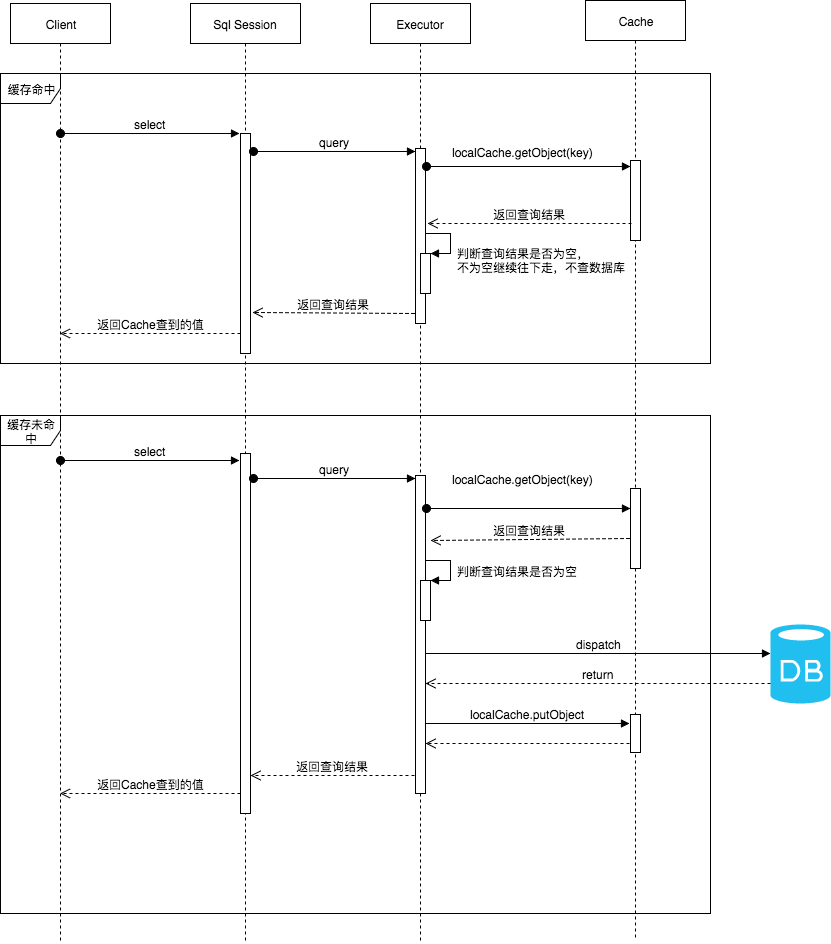 Client
Sql Session
Executor
Cache
缓存命中
select
query
localCache.getObject(key)
返回查询结果
判断查询结果是否为空，
不为空继续往下走，不查数据库
返回查询结果
返回Cache查到的值
缓存未命
中
select
query
localCache.getObject(key)
返回查询结果
判断查询结果是否为空
dispatch
DB
return
localCache.putObject
返回查询结果
返回Cache查到的值